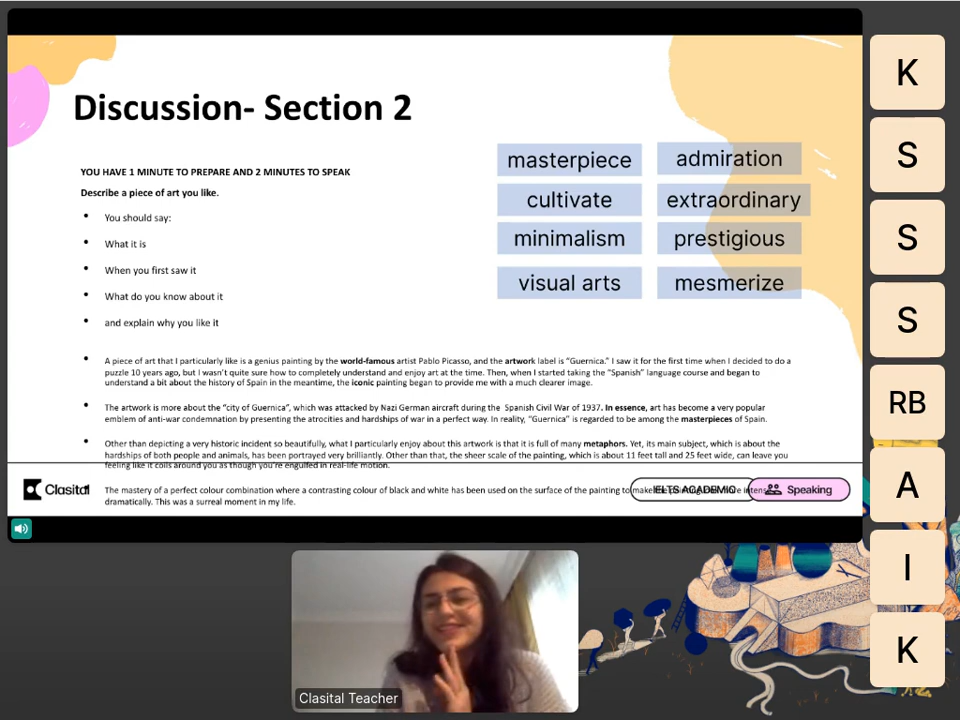 Discussion- Section 2
YOU HAVE 1 MINUTE TO PREPARE AND 2 MINUTES TO SPEAK
Describe a piece of art you like.
You should say:
What it is
When you first saw it
What do you know about it
and explain why you like it
masterpiece
admiration
cultivate
extraordinary
minimalism
prestigious
visual arts
mesmerize
A piece of art that I particularly like is a genius painting by the world-famous artist Pablo Picasso, and the artwork label is “Guernica.” I saw it for the first time when I decided to do a
puzzle 10 years ago, but I wasn't quite sure how to completely understand and enjoy art at the time. Then, when I started taking the “Spanish” language course and began to
understand a bit about the history of Spain in the meantime, the iconic painting began to provide me with a much clearer image.
The artwork is more about the “city of Guernica”, which was attacked by Nazi German aircraft during the Spanish Civil War of 1937. In essence, art has become a very popular
emblem of anti-war condemnation by presenting the atrocities and hardships of war in a perfect way. In reality, “Guernica” is regarded to be among the masterpieces of Spain.
Other than depicting a very historic incident so beautifully, what I particularly enjoy about this artwork is that it is full of many metaphors. Yet, its main subject, which is about the
hardships of both people and animals, has been portrayed very brilliantly. Other than that, the sheer scale of the painting, which is about 11 feet tall and 25 feet wide, can leave you
feeling like it coils around you as though you're engulfed in real-life motion.
The mastery of a perfect colour combination where a contrasting colour of black and white has been used on the surface of the painting to make
dramatically. This was a surreal moment in my life.
Clasital
IELTS ACADEMIC
Speaking
K
S
S
S
RB
A
I
K
Clasital Teacher